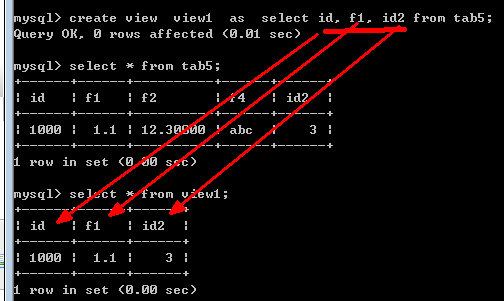 mysql> create view  view1  as  select id, f1, id2 from tab5;
Query OK, 0 rows affected (0.01 sec)
mysql> select * from tab5;
+------+------+----------+------+------+
| id   | f1   | f2       | f4   | id2  |
+------+------+----------+------+------+
| 1000 |  1.1 | 12.30900 | abc  |    3 |
+------+------+----------+------+------+
1 row in set (0.00 sec)
mysql> select * from view1;
+------+------+------+
| id   | f1   | id2  |
+------+------+------+
| 1000 |  1.1 |    3 |
+------+------+------+
1 row in set (0.00 sec)